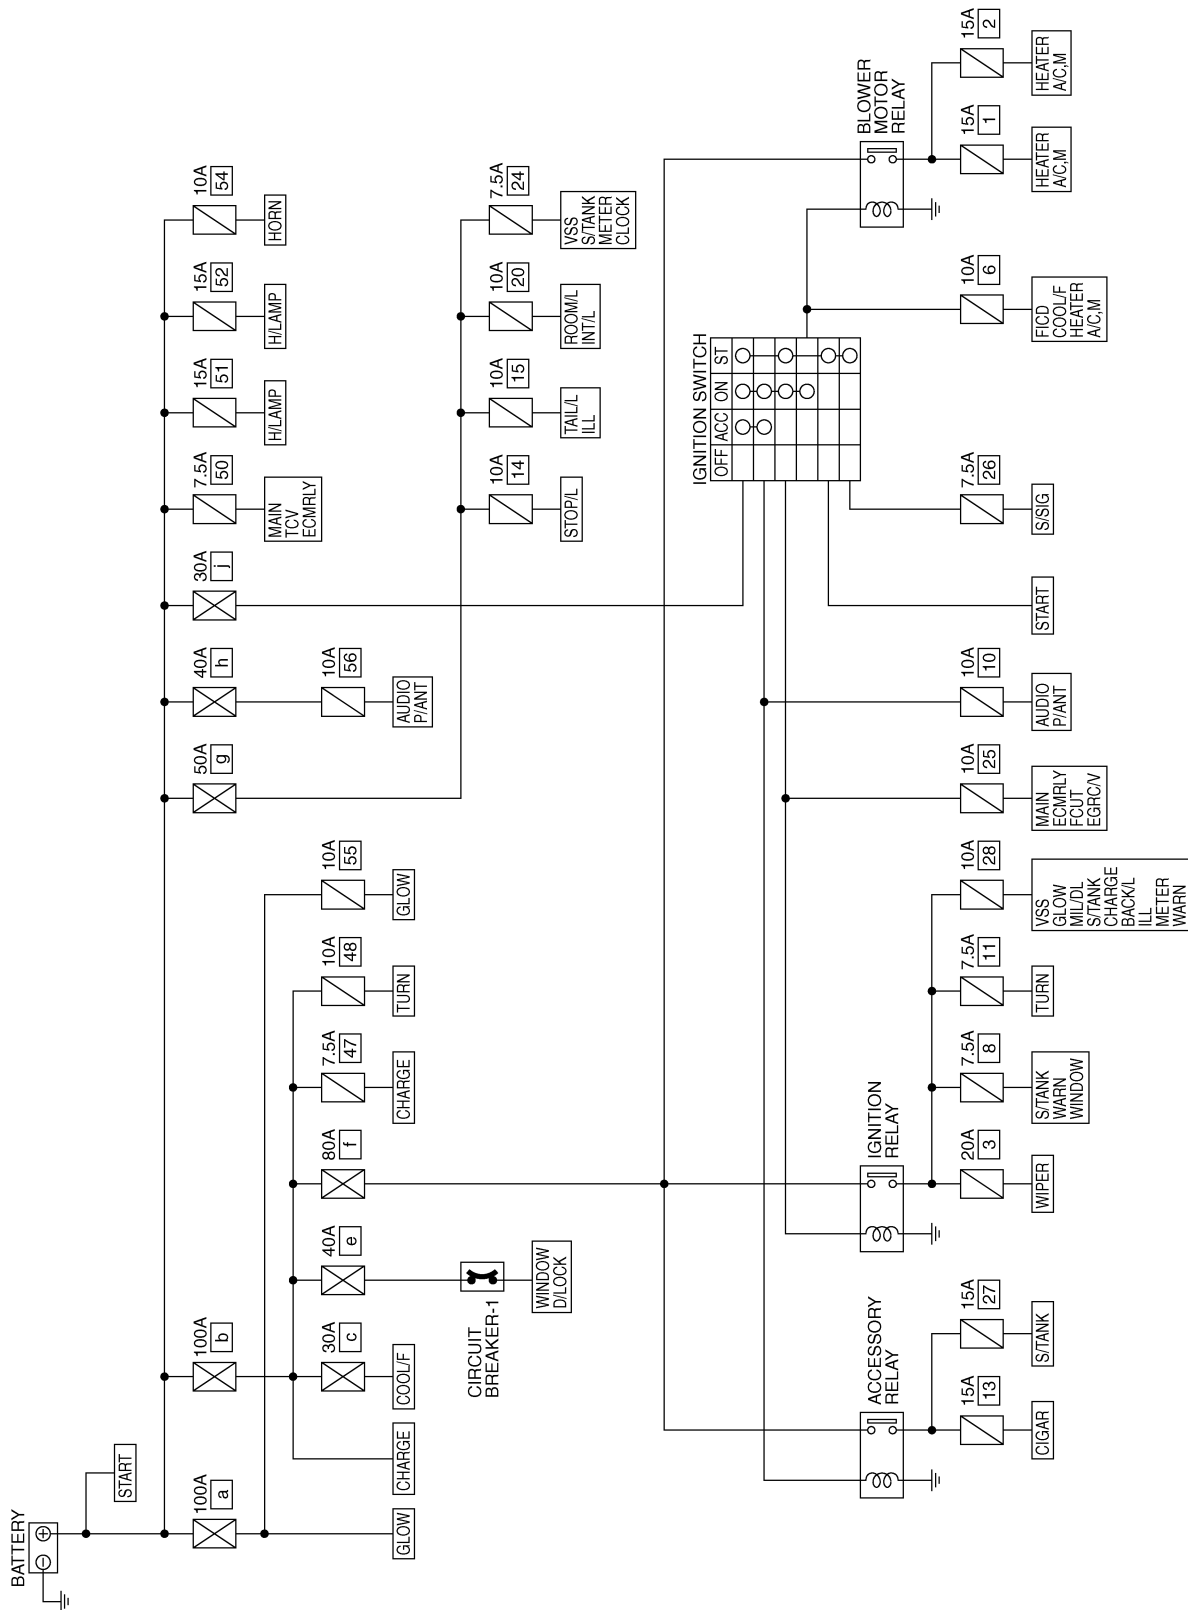 BATTERY
START
100A
a
GLOW
100A
b
CHARGE
30A
c
COOL/F
40A
e
CIRCUIT
BREAKER-1
WINDOW
D/LOCK
80A
f
7.5A
47
CHARGE
10A
48
TURN
10A
55
GLOW
50A
g
40A
h
10A
56
AUDIO
P/ANT
30A
j
7.5A
50
MAIN
TCV
ECMRLY
15A
51
H/LAMP
15A
52
H/LAMP
10A
54
HORN
10A
14
STOP/L
10A
15
TAIL/L
ILL
10A
20
ROOM/L
INT/L
7.5A
24
VSS
S/TANK
METER
CLOCK
IGNITION SWITCH
OFF
ACC
ON
ST
ACCESSORY
RELAY
15A
13
CIGAR
15A
27
S/TANK
IGNITION
RELAY
20A
3
WIPER
7.5A
8
S/TANK
WARN
WINDOW
7.5A
11
TURN
10A
28
VSS
GLOW
MIL/DL
S/TANK
CHARGE
BACK/L
ILL
METER
WARN
10A
25
MAIN
ECMRLY
FCUT
EGRC/V
10A
10
AUDIO
P/ANT
START
7.5A
26
S/SIG
10A
6
FICD
COOL/F
HEATER
A/C,M
BLOWER
MOTOR
RELAY
15A
1
HEATER
A/C,M
15A
2
HEATER
A/C,M